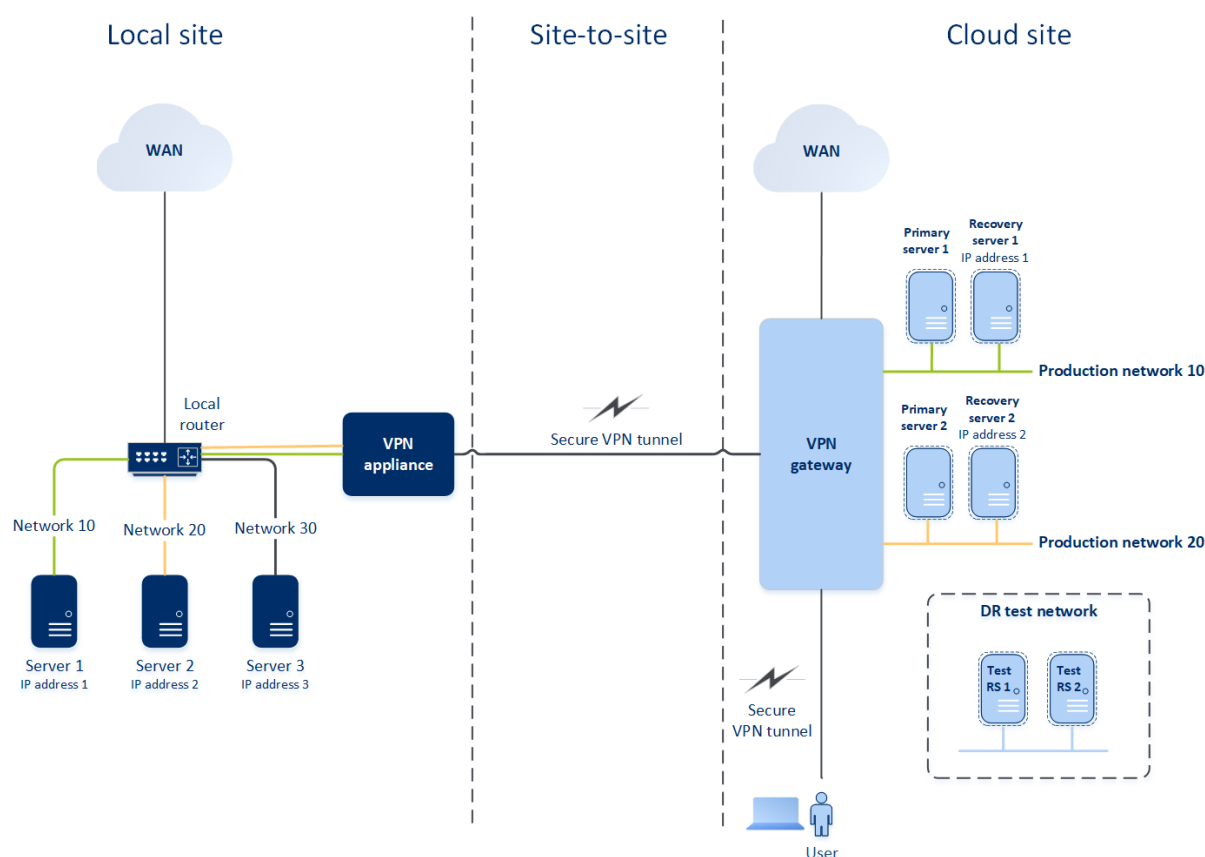 Local site
Site-to-site
Cloud site
WAN
WAN
Primary
server 1
Recovery
server 1
IP address 1
Production network 10
Local
router
VPN
appliance
Secure VPN tunnel
VPN
gateway
Primary
server 2
Recovery
server 2
IP address 2
Production network 20
Network 10
Network 20
Network 30
Server 1
IP address 1
Server 2
IP address 2
Server 3
IP address 3
DR test network
Test
RS 1
Test
RS 2
Secure
VPN tunnel
User